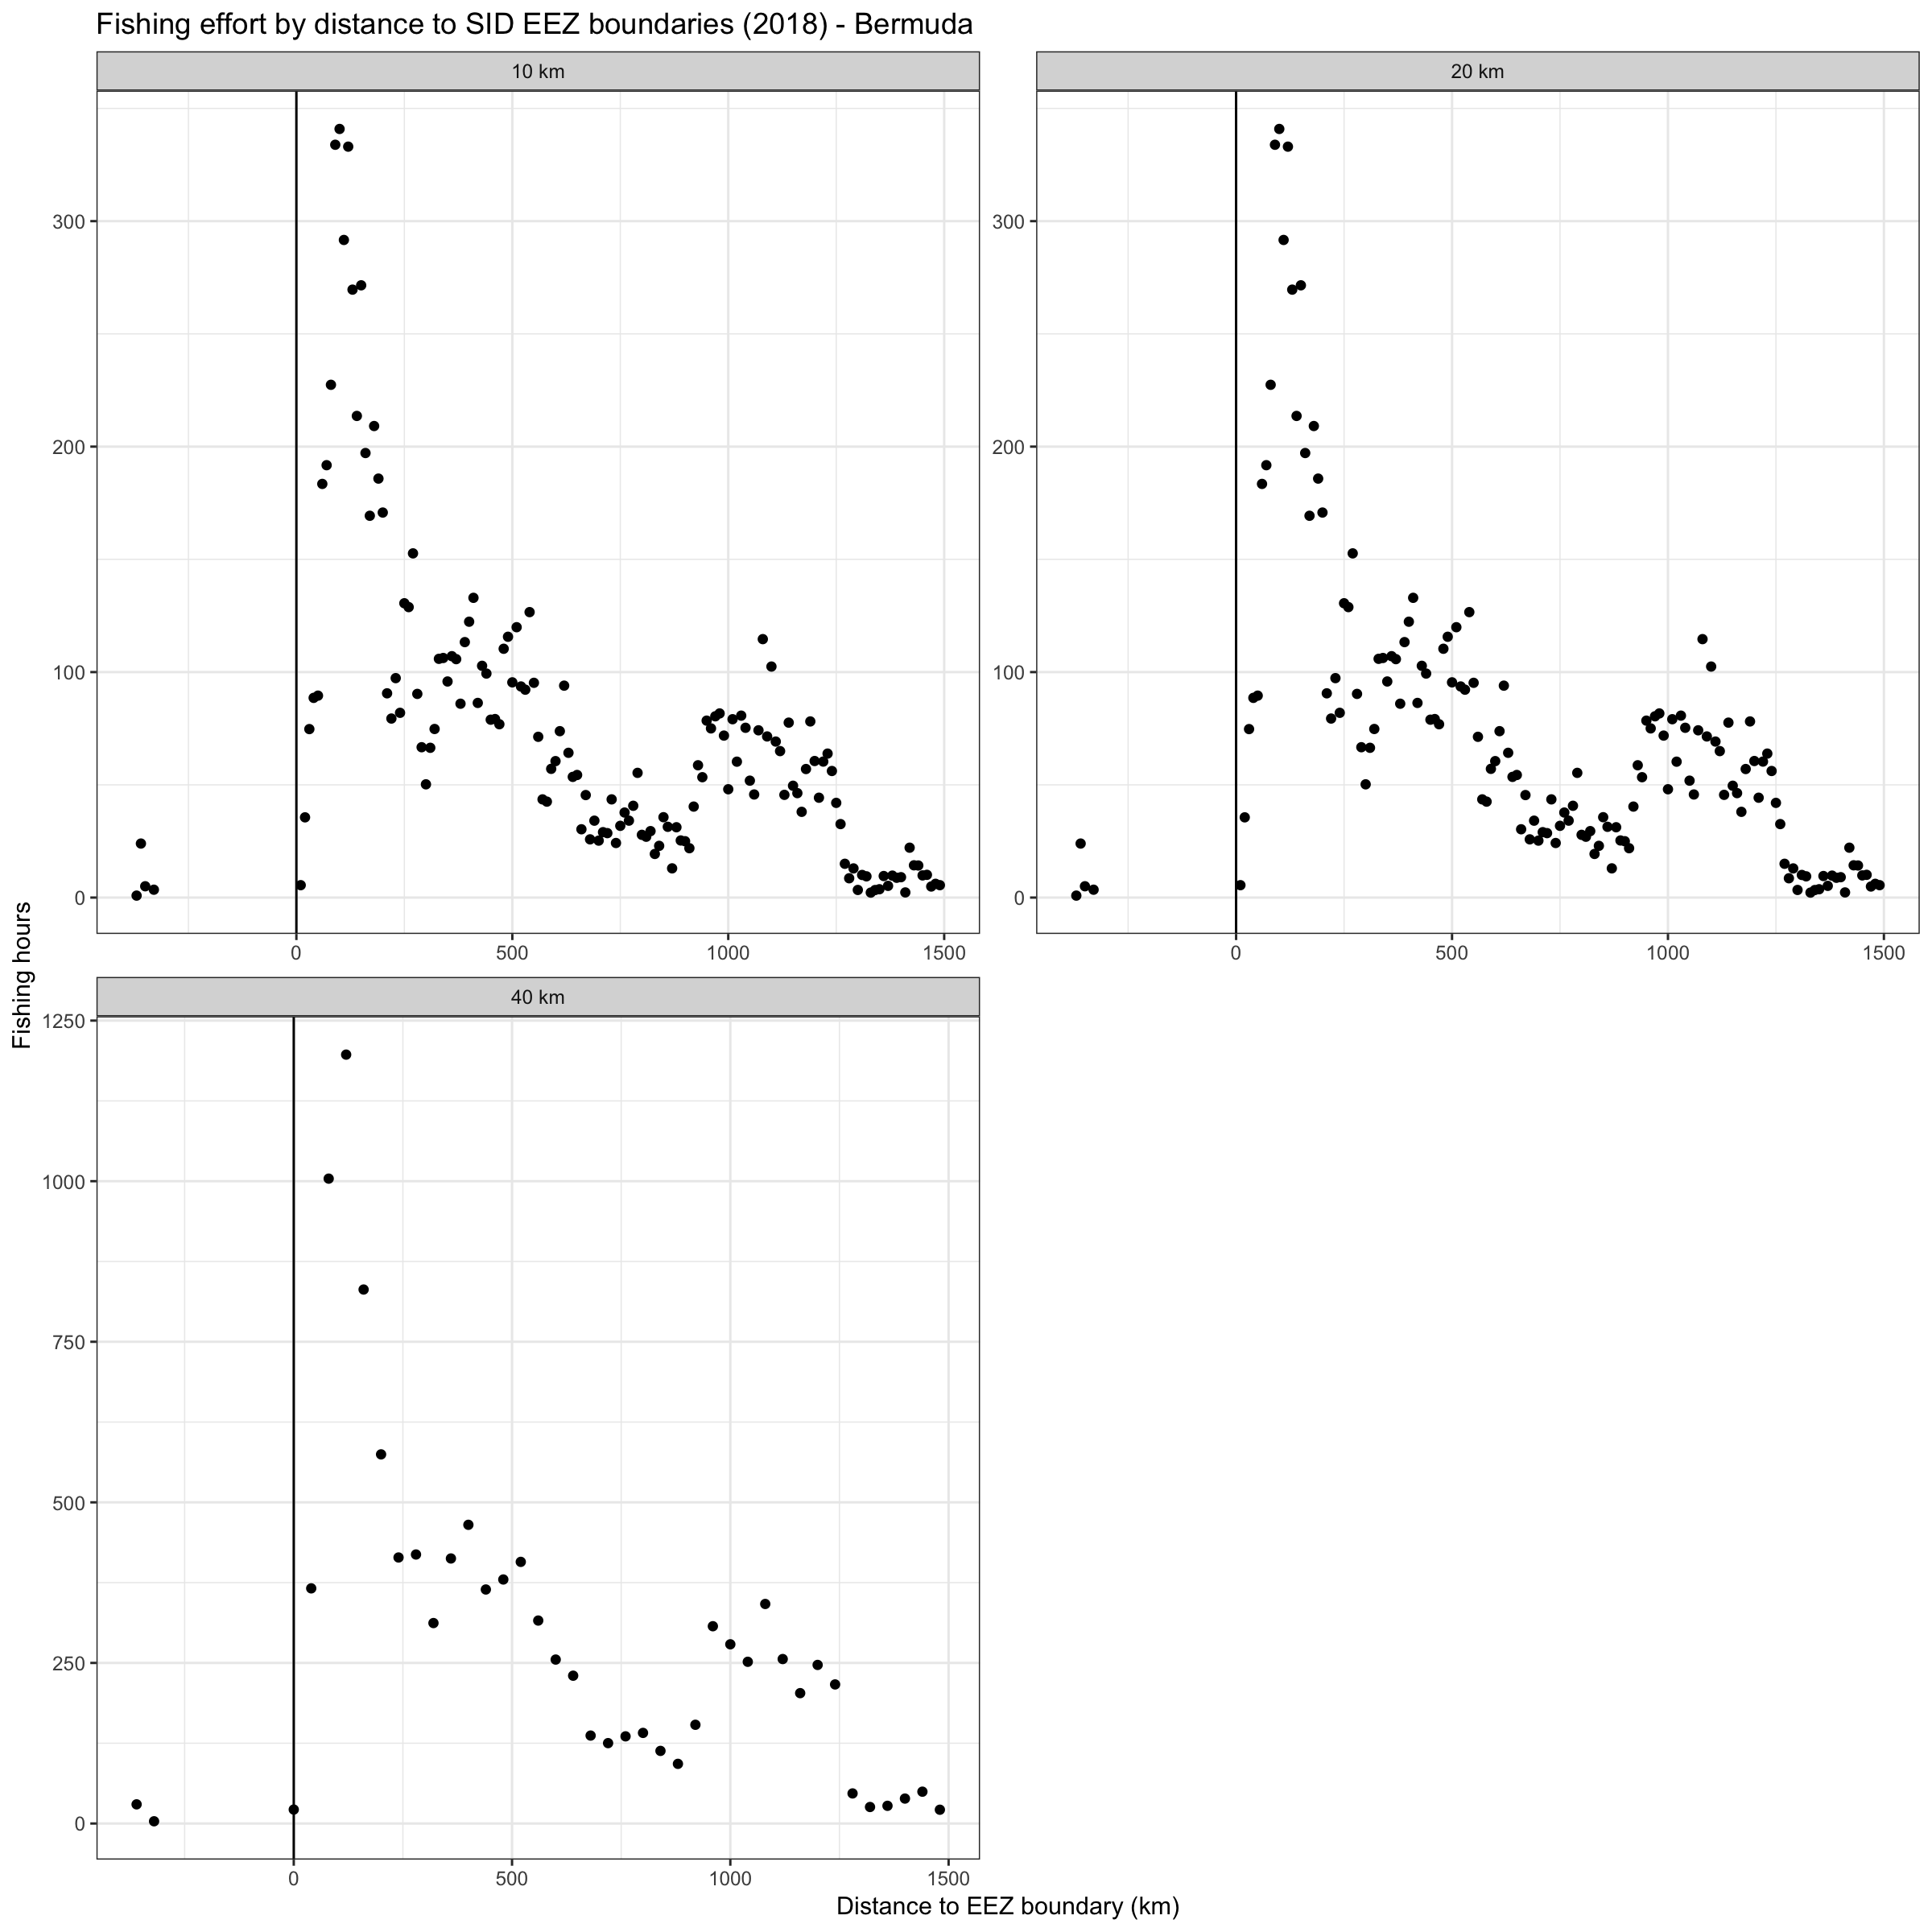 Fishing effort by distance to SID EEZ boundaries (2018) - Bermuda
10 km
20 km
300
200
100
0
300
200
100
0
0 500 1000 1500
0 500 1000 1500
40 km
1250
1000
750
500
250
0
0 500 1000 1500
Fishing hours
Distance to EEZ boundary (km)